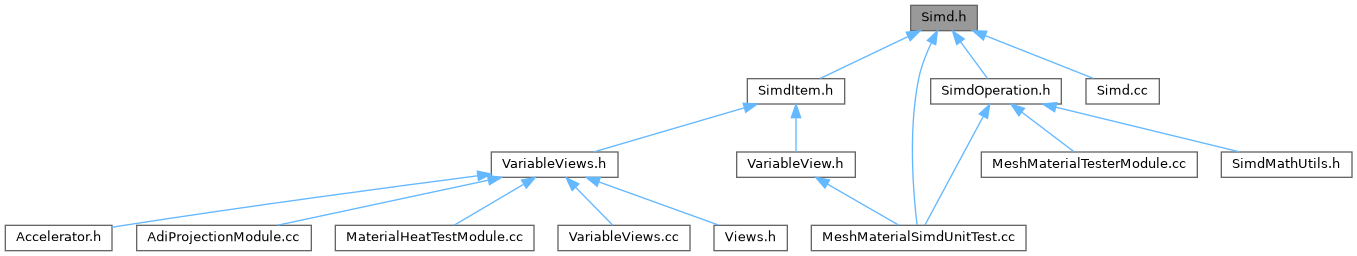 Simd.h
SimdItem.h
SimdOperation.h
Simd.cc
VariableViews.h
VariableView.h
MeshMaterialTesterModule.cc
SimdMathUtils.h
Accelerator.h
AdiProjectionModule.cc
MaterialHeatTestModule.cc
VariableViews.cc
Views.h
MeshMaterialSimdUnitTest.cc